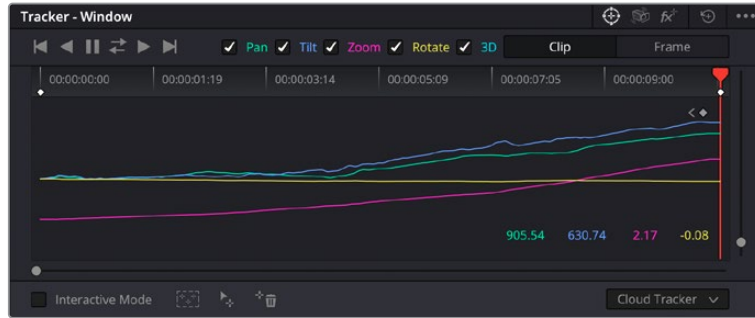 Tracker - Window
Pan Tilt Zoom Rotate 3D Clip Frame
00:00:00:00 00:00:01:19 00:00:03:14 00:00:05:09 00:00:07:05 00:00:09:00
905.54 630.74 2.17 -0.08
Interactive Mode Cloud Tracker